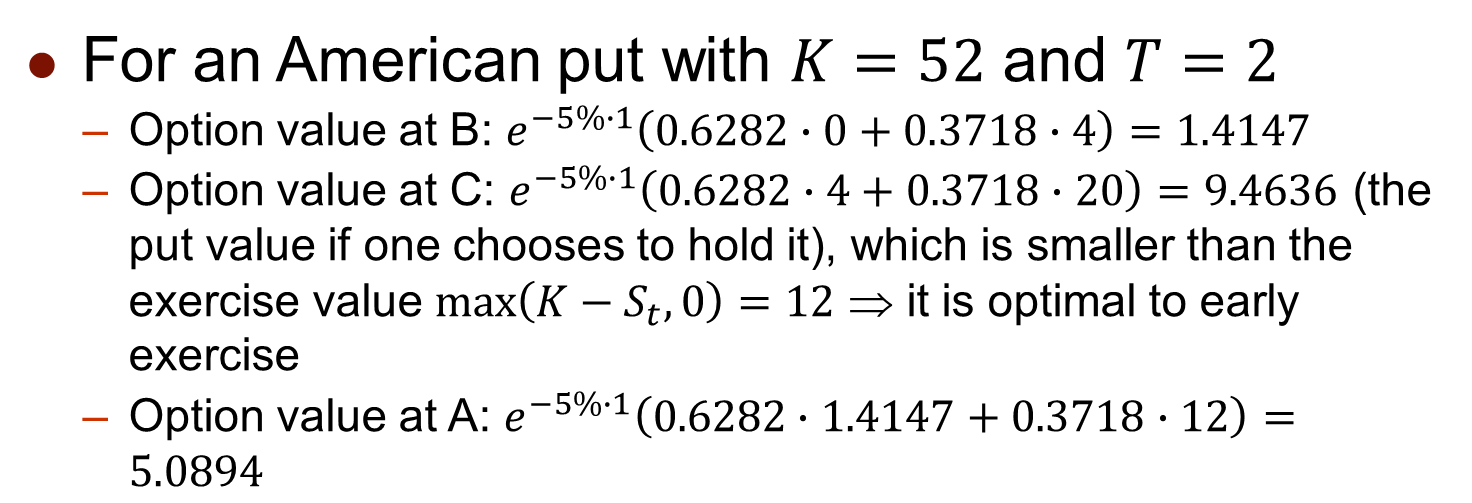 • For an American put with K = 52 and T = 2
– Option value at B: e^{−5%·1}(0.6282 · 0 + 0.3718 · 4) = 1.4147
– Option value at C: e^{−5%·1}(0.6282 · 4 + 0.3718 · 20) = 9.4636 (the
put value if one chooses to hold it), which is smaller than the
exercise value max(K − S_t, 0) = 12 ⟹ it is optimal to early
exercise
– Option value at A: e^{−5%·1}(0.6282 · 1.4147 + 0.3718 · 12) =
5.0894